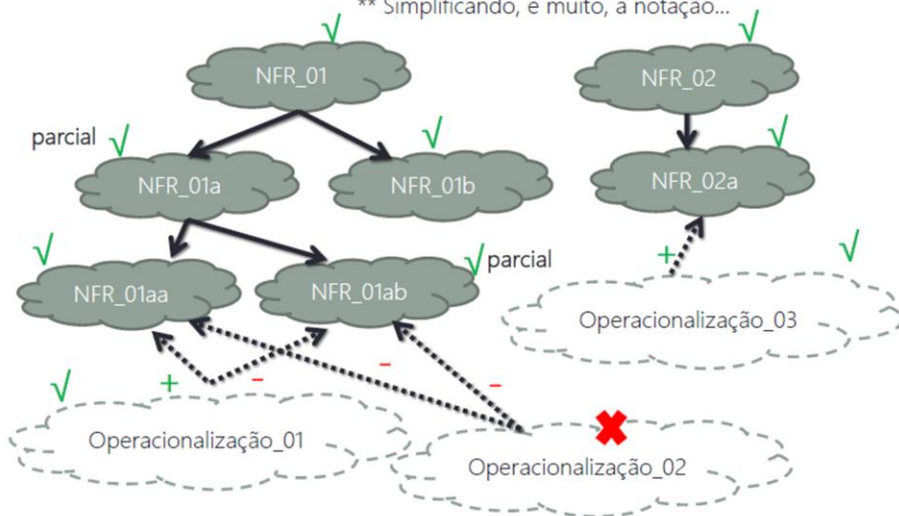 ** Simplificando, e muito, a notação...
√ √
NFR_01 NFR_02
parcial √ √ √
NFR_01a NFR_01b NFR_02a
√ √ parcial + √
NFR_01aa NFR_01ab
Operacionalização_03
√ + - - -
Operacionalização_01
Operacionalização_02